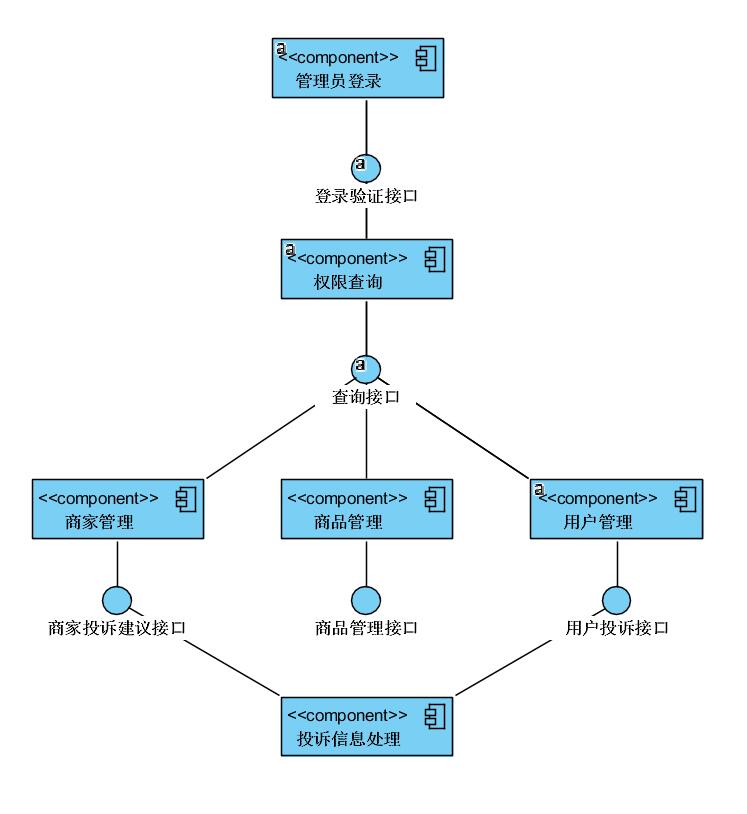 a
<<component>>
管理员登录
a
登录验证接口
a
<<component>>
权限查询
a
查询接口
<<component>>
商家管理
<<component>>
商品管理
a
<<component>>
用户管理
商家投诉建议接口
商品管理接口
用户投诉接口
<<component>>
投诉信息处理